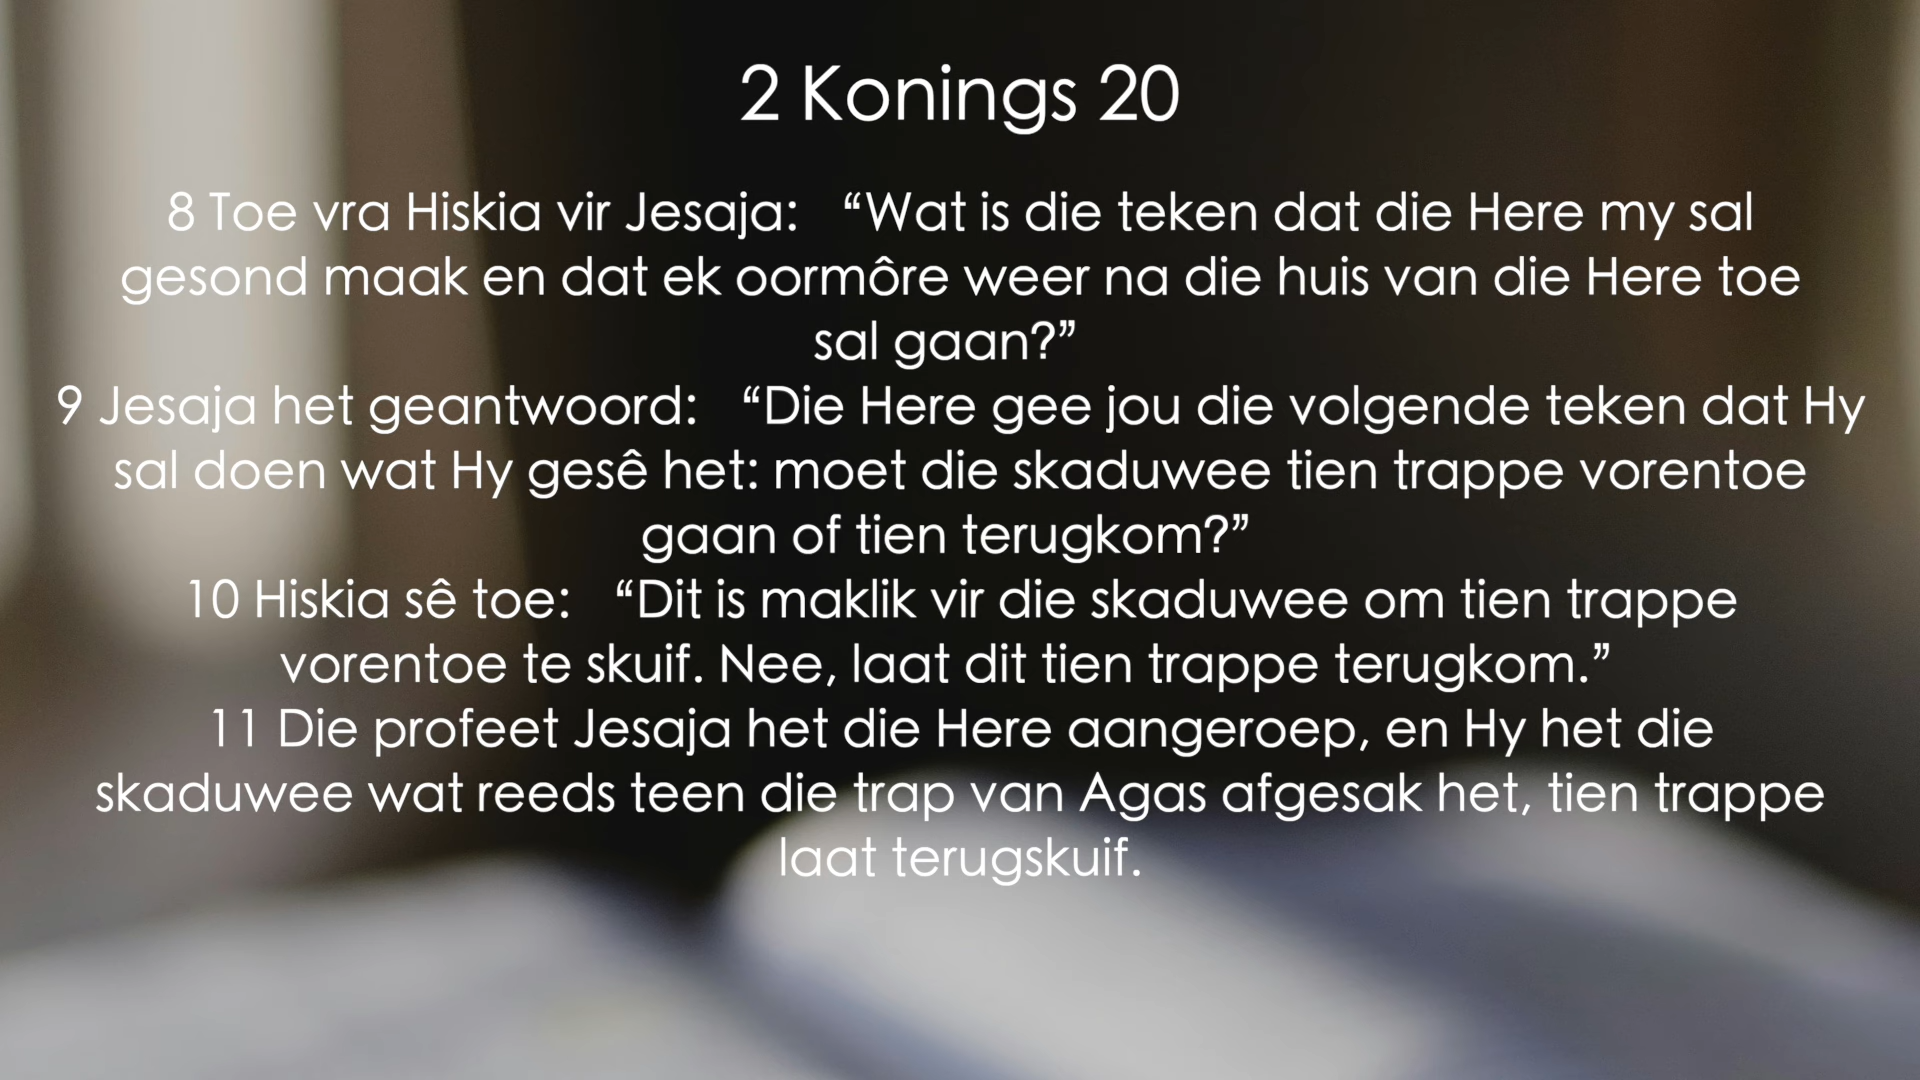 2 Konings 20
8 Toe vra Hiskia vir Jesaja:   “Wat is die teken dat die Here my sal
gesond maak en dat ek oormôre weer na die huis van die Here toe
sal gaan?”
9 Jesaja het geantwoord:   “Die Here gee jou die volgende teken dat Hy
sal doen wat Hy gesê het: moet die skaduwee tien trappe vorentoe
gaan of tien terugkom?”
10 Hiskia sê toe:   “Dit is maklik vir die skaduwee om tien trappe
vorentoe te skuif. Nee, laat dit tien trappe terugkom.”
11 Die profeet Jesaja het die Here aangeroep, en Hy het die
skaduwee wat reeds teen die trap van Agas afgesak het, tien trappe
laat terugskuif.